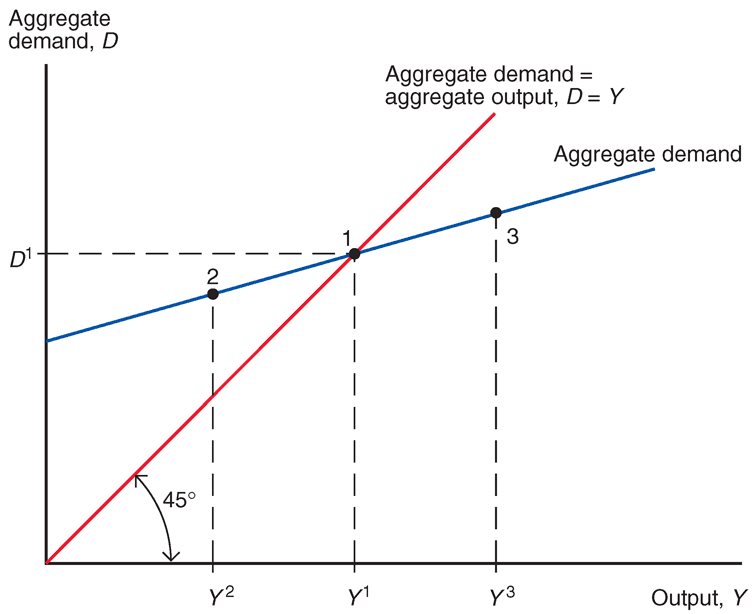 Aggregate
demand, D
Aggregate demand =
aggregate output, D = Y
Aggregate demand
1
3
D¹
2
45°
Y²
Y¹
Y³
Output, Y